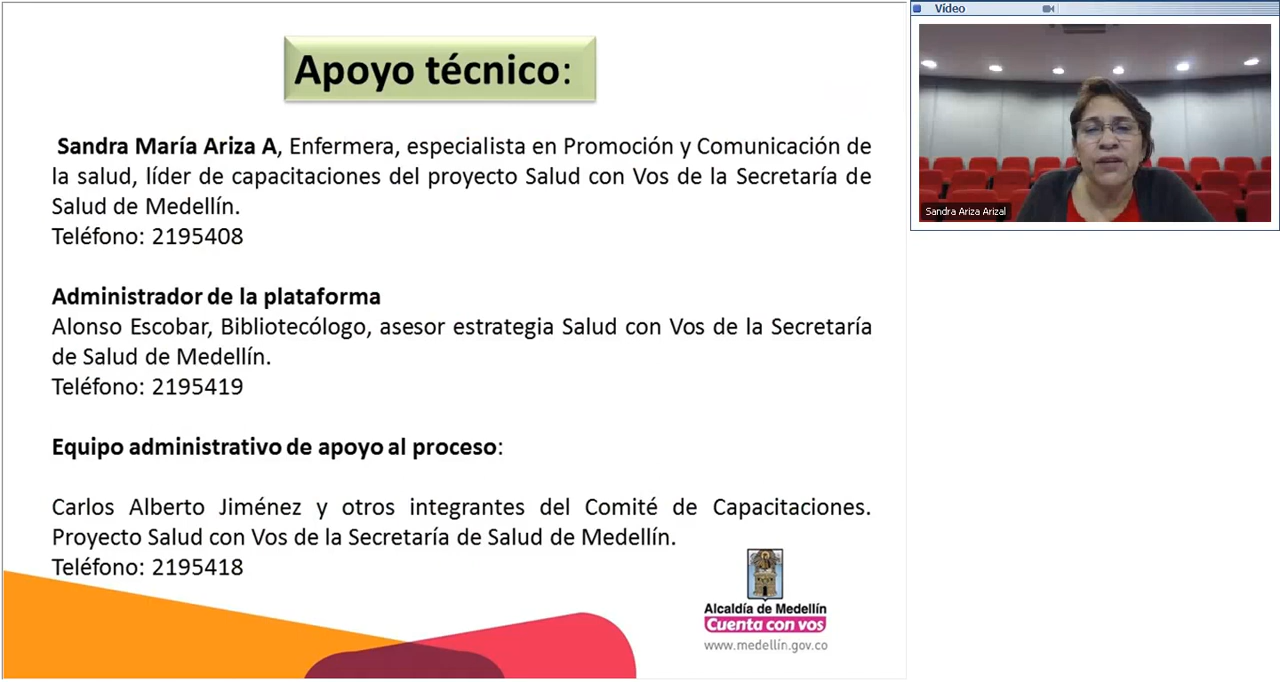 Apoyo técnico:
Sandra María Ariza A, Enfermera, especialista en Promoción y Comunicación de
la salud, líder de capacitaciones del proyecto Salud con Vos de la Secretaría de
Salud de Medellín.
Teléfono: 2195408
Administrador de la plataforma
Alonso Escobar, Bibliotecólogo, asesor estrategia Salud con Vos de la Secretaría
de Salud de Medellín.
Teléfono: 2195419
Equipo administrativo de apoyo al proceso:
Carlos Alberto Jiménez y otros integrantes del Comité de Capacitaciones.
Proyecto Salud con Vos de la Secretaría de Salud de Medellín.
Teléfono: 2195418
Alcaldía de Medellín
Cuenta con vos
www.medellin.gov.co
Vídeo
Sandra Ariza Arizal